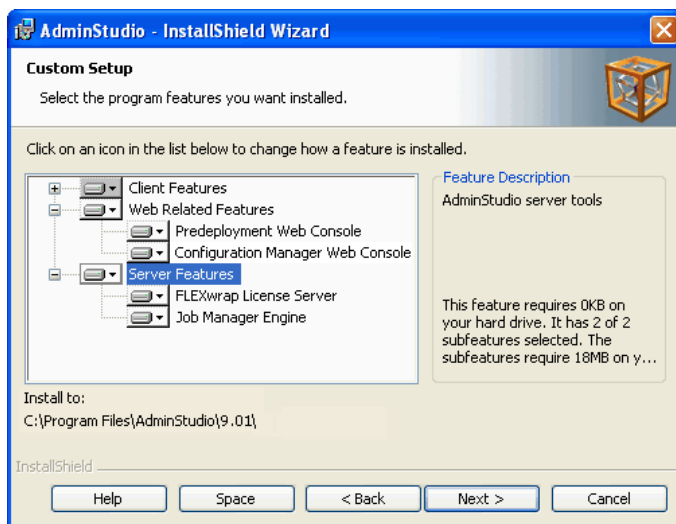 AdminStudio - InstallShield Wizard
Custom Setup
Select the program features you want installed.
Click on an icon in the list below to change how a feature is installed.
Client Features
Web Related Features
Predeployment Web Console
Configuration Manager Web Console
Server Features
FLEXwrap License Server
Job Manager Engine
Feature Description
AdminStudio server tools
This feature requires 0KB on
your hard drive. It has 2 of 2
subfeatures selected. The
subfeatures require 18MB on y...
Install to:
C:\Program Files\AdminStudio\9.01\
InstallShield
Help
Space
< Back
Next >
Cancel